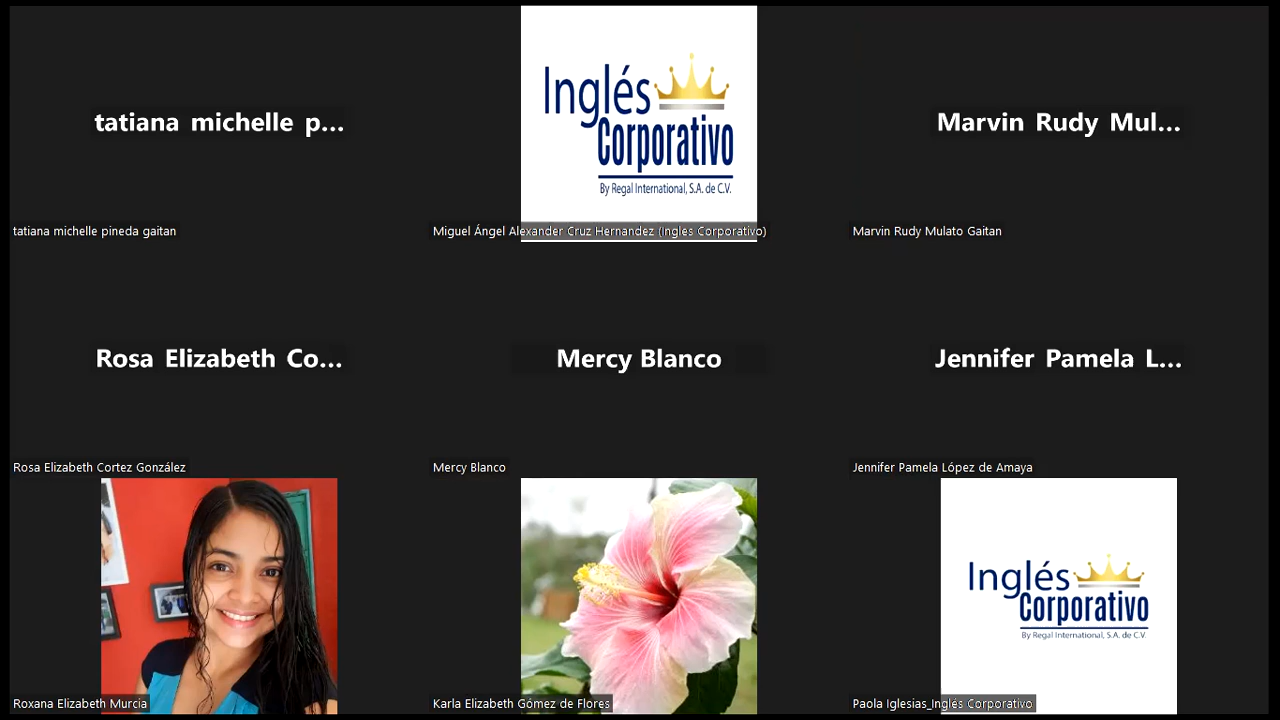 tatiana michelle p...
Inglés
Corporativo
By Regal International, S.A. de C.V.
Marvin Rudy Mul...
tatiana michelle pineda gaitan
Miguel Ángel Alexander Cruz Hernandez (Ingles Corporativo)
Marvin Rudy Mulato Gaitan
Rosa Elizabeth Co...
Mercy Blanco
Jennifer Pamela L...
Rosa Elizabeth Cortez González
Mercy Blanco
Jennifer Pamela López de Amaya
Inglés
Corporativo
By Regal International, S.A. de C.V.
Roxana Elizabeth Murcia
Karla Elizabeth Gómez de Flores
Paola Iglesias_Inglés Corporativo